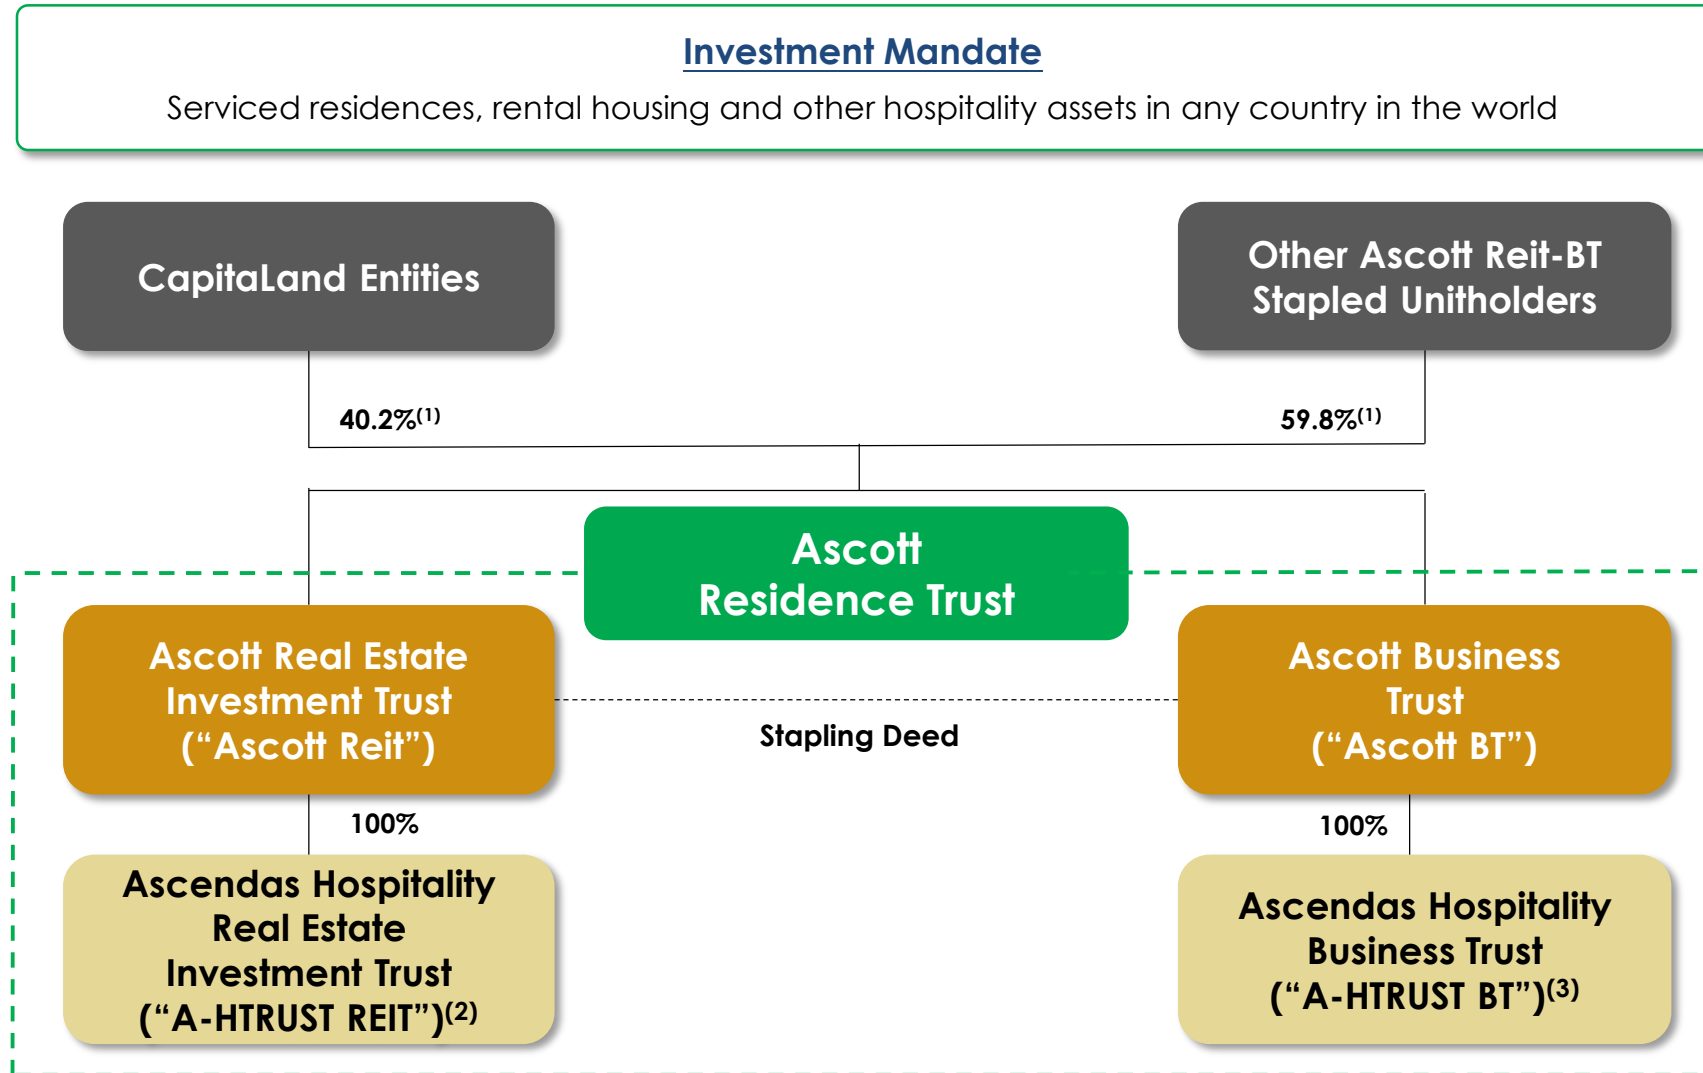 Investment Mandate
Serviced residences, rental housing and other hospitality assets in any country in the world
CapitaLand Entities
Other Ascott Reit-BT
Stapled Unitholders
40.2%(1)
59.8%(1)
Ascott
Residence Trust
Ascott Real Estate
Investment Trust
(“Ascott Reit”)
Stapling Deed
Ascott Business
Trust
(“Ascott BT”)
100%
100%
Ascendas Hospitality
Real Estate
Investment Trust
(“A-HTRUST REIT”)(2)
Ascendas Hospitality
Business Trust
(“A-HTRUST BT”)(3)